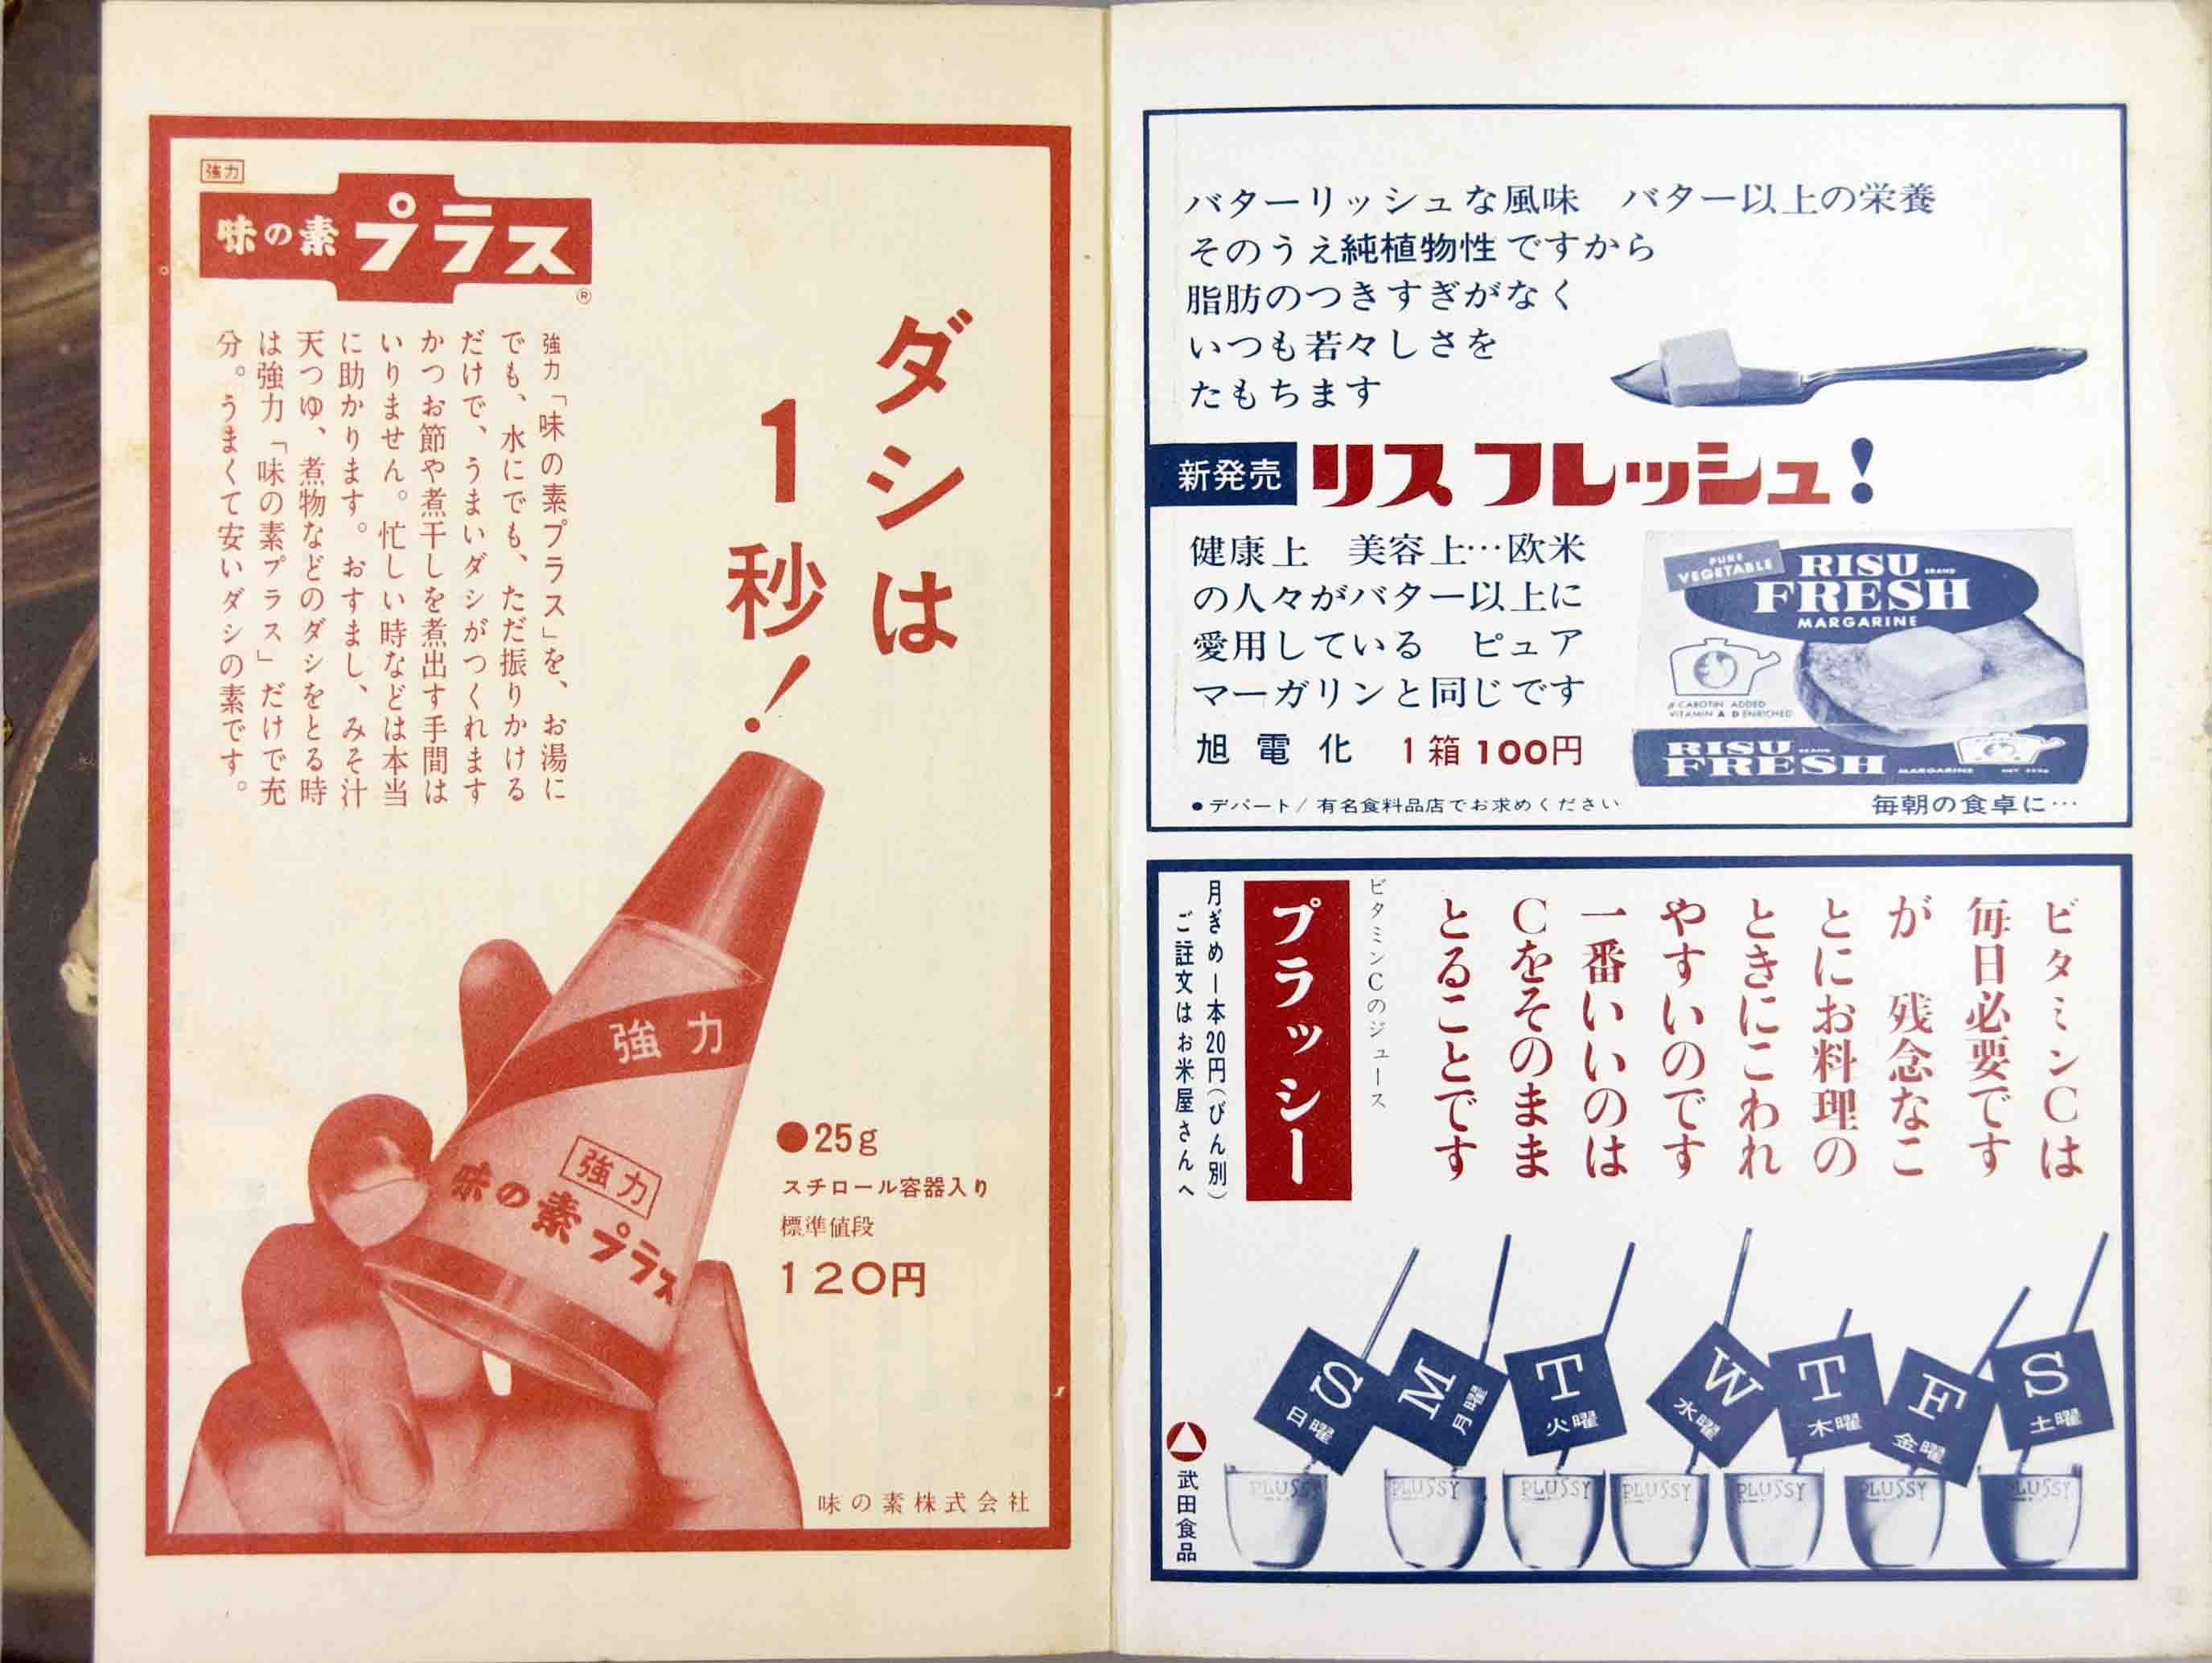 強力
味の素 プラス
®
ダシは
1秒!
強力「味の素プラス」を、お湯に
でも、水にでも、ただ振りかける
だけで、うまいダシがつくれます
かつお節や煮干しを煮出す手間は
いりません。忙しい時などは本当
に助かります。おすまし、みそ汁
天つゆ、煮物などのダシをとる時
は強力「味の素プラス」だけで充
分。うまくて安いダシの素です。
強力
強力
味の素プラス
●25g
スチロール容器入り
標準値段
120円
味の素株式会社
バターリッシュな風味 バター以上の栄養
そのうえ純植物性ですから
脂肪のつきすぎがなく
いつも若々しさを
たもちます
新発売 リス フレッシュ!
健康上 美容上…欧米
の人々がバター以上に
愛用している ピュア
マーガリンと同じです
旭電化 1箱100円
●デパート/有名食料品店でお求めください
PURE
VEGETABLE
RISU BRAND
FRESH
MARGARINE
β CAROTIN ADDED
VITAMIN A D ENRICHED
RISU BRAND
FRESH MARGARINE
毎朝の食卓に…
ビタミンCは
毎日必要です
が 残念なこ
とにお料理の
ときにこわれ
やすいのです
一番いいのは
Cをそのまま
とることです
ビタミンCのジュース
プラッシー
月ぎめ一本20円(びん別)
ご註文はお米屋さんへ
S 日曜
M 月曜
T 火曜
W 水曜
T 木曜
F 金曜
S 土曜
PLUSSY
PLUSSY
PLUSSY
PLUSSY
PLUSSY
PLUSSY
PLUSSY
武田食品